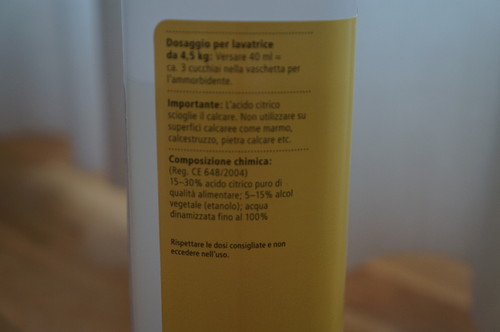 Dosaggio per lavatrice
da 4,5 kg: Versare 40 ml =
ca. 3 cucchiai nella vaschetta per
l'ammorbidente.
Importante: L'acido citrico
scioglie il calcare. Non utilizzare su
superfici calcaree come marmo,
calcestruzzo, pietra calcare etc.
Composizione chimica:
(Reg. CE 648/2004)
15–30% acido citrico puro di
qualità alimentare; 5–15% alcol
vegetale (etanolo); acqua
dinamizzata fino al 100%
Rispettare le dosi consigliate e non
eccedere nell'uso.